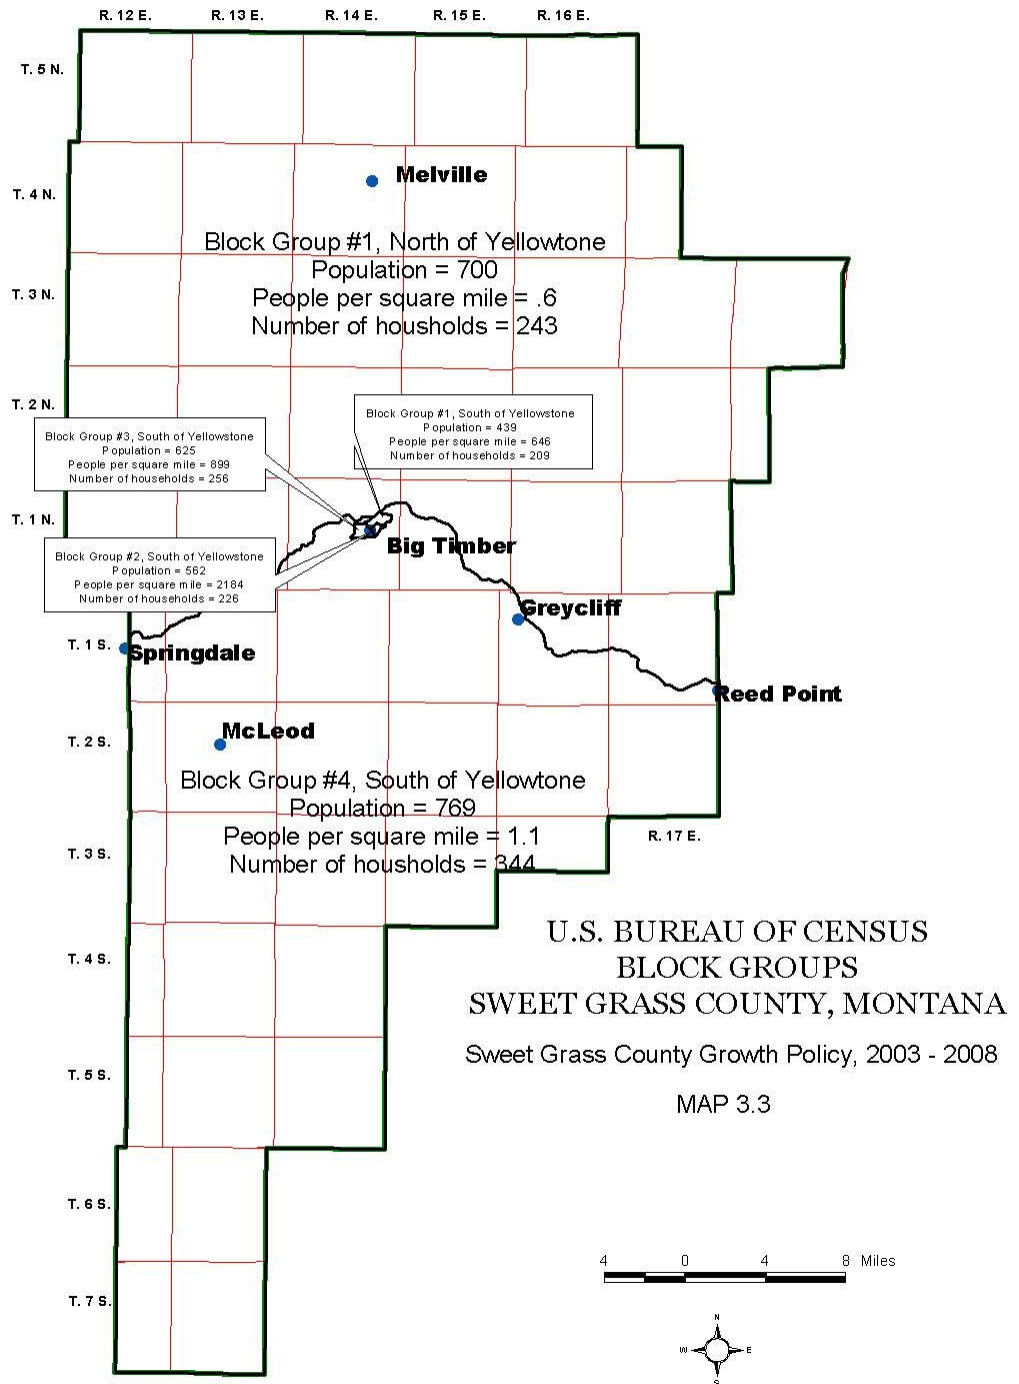 R. 12 E. R. 13 E. R. 14 E. R. 15 E. R. 16 E.
T. 5 N.
Melville
T. 4 N.
Block Group #1, North of Yellowtone
Population = 700
People per square mile = .6
Number of housholds = 243
T. 3 N.
T. 2 N.
Block Group #1, South of Yellowstone
Population = 439
People per square mile = 646
Number of households = 209
Block Group #3, South of Yellowstone
Population = 625
People per square mile = 899
Number of households = 256
T. 1 N.
Big Timber
Block Group #2, South of Yellowstone
Population = 562
People per square mile = 2184
Number of households = 226
Greycliff
T. 1 S.
Springdale
Reed Point
McLeod
T. 2 S.
Block Group #4, South of Yellowtone
Population = 769
People per square mile = 1.1
Number of housholds = 344
R. 17 E.
T. 3 S.
U.S. BUREAU OF CENSUS
BLOCK GROUPS
SWEET GRASS COUNTY, MONTANA
T. 4 S.
Sweet Grass County Growth Policy, 2003 - 2008
T. 5 S.
MAP 3.3
T. 6 S.
4 0 4 8 Miles
T. 7 S.
N
W E
S